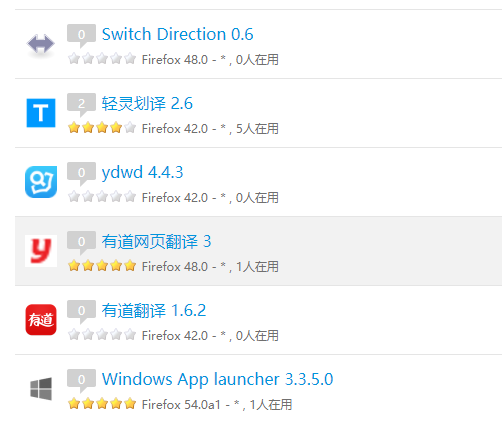 0 Switch Direction 0.6
Firefox 48.0 - * , 0人在用
T
2 轻灵划译 2.6
Firefox 42.0 - * , 5人在用
0 ydwd 4.4.3
Firefox 42.0 - * , 0人在用
y
0 有道网页翻译 3
Firefox 48.0 - * , 1人在用
有道
0 有道翻译 1.6.2
Firefox 42.0 - * , 0人在用
0 Windows App launcher 3.3.5.0
Firefox 54.0a1 - * , 1人在用